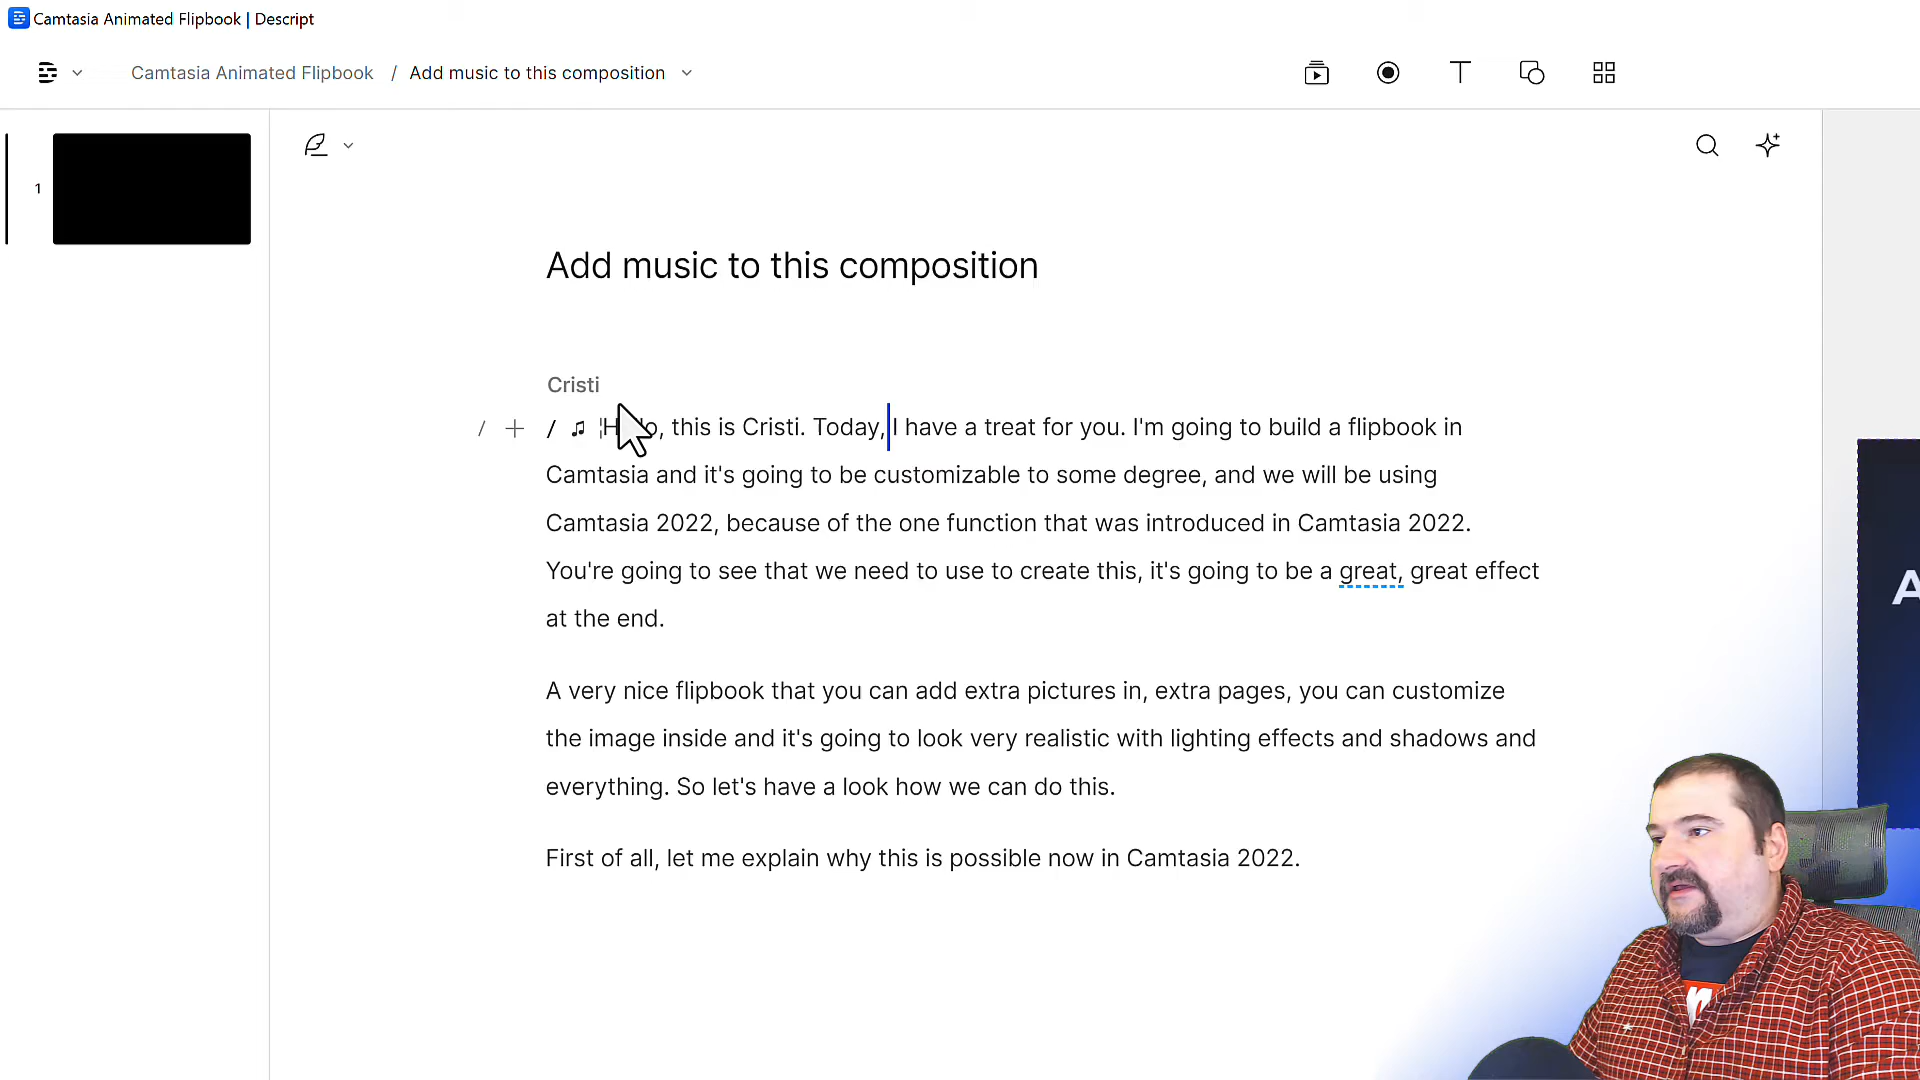 Camtasia Animated Flipbook | Descript
Camtasia Animated Flipbook / Add music to this composition
1
Add music to this composition
Cristi
/ + / ♫ this is Cristi. Today, I have a treat for you. I'm going to build a flipbook in
Camtasia and it's going to be customizable to some degree, and we will be using
Camtasia 2022, because of the one function that was introduced in Camtasia 2022.
You're going to see that we need to use to create this, it's going to be a great, great effect
at the end.
A very nice flipbook that you can add extra pictures in, extra pages, you can customize
the image inside and it's going to look very realistic with lighting effects and shadows and
everything. So let's have a look how we can do this.
First of all, let me explain why this is possible now in Camtasia 2022.